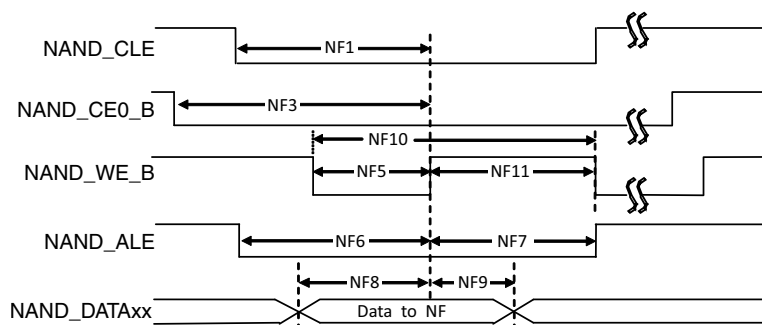 NAND_CLE
NF1
NAND_CE0_B
NF3
NF10
NAND_WE_B
NF5
NF11
NAND_ALE
NF6
NF7
NF8
NF9
NAND_DATAxx
Data to NF